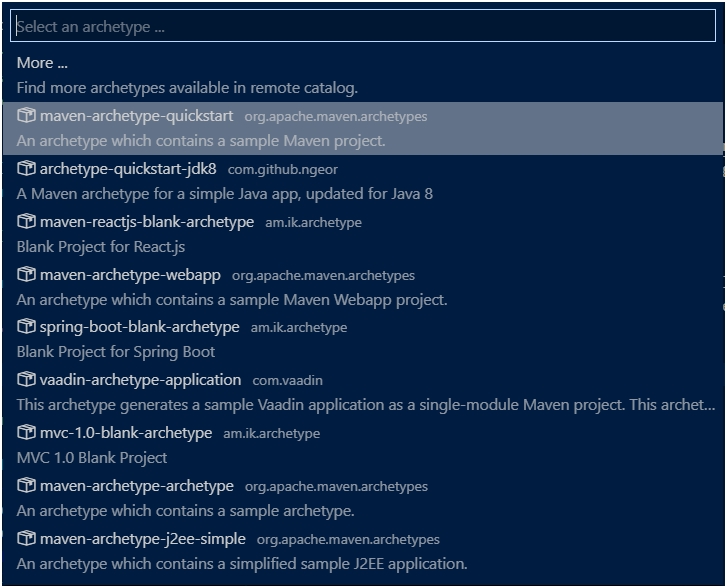 Select an archetype ...
More ...
Find more archetypes available in remote catalog.
maven-archetype-quickstart org.apache.maven.archetypes
An archetype which contains a sample Maven project.
archetype-quickstart-jdk8 com.github.ngeor
A Maven archetype for a simple Java app, updated for Java 8
maven-reactjs-blank-archetype am.ik.archetype
Blank Project for React.js
maven-archetype-webapp org.apache.maven.archetypes
An archetype which contains a sample Maven Webapp project.
spring-boot-blank-archetype am.ik.archetype
Blank Project for Spring Boot
vaadin-archetype-application com.vaadin
This archetype generates a sample Vaadin application as a single-module Maven project. This archet...
mvc-1.0-blank-archetype am.ik.archetype
MVC 1.0 Blank Project
maven-archetype-archetype org.apache.maven.archetypes
An archetype which contains a sample archetype.
maven-archetype-j2ee-simple org.apache.maven.archetypes
An archetype which contains a simplified sample J2EE application.